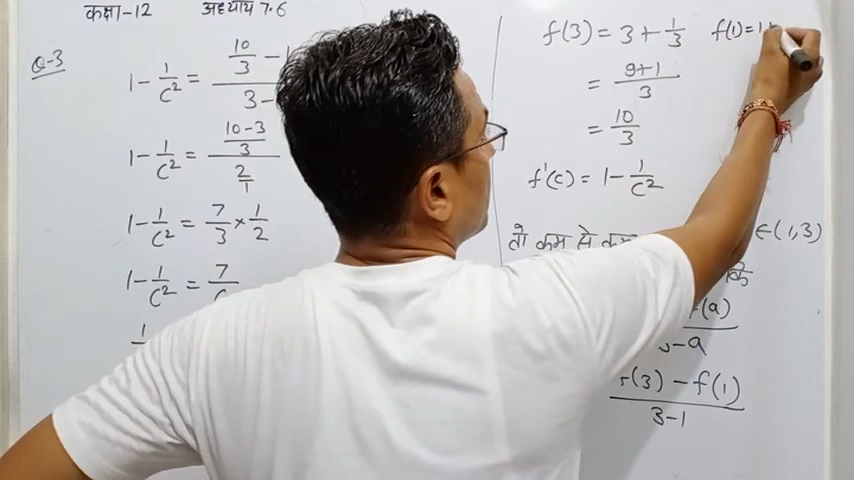 कक्षा-12 अध्याय 7.6
Q-3
1 - 1/c² = (10/3 - 1)/(3-
1 - 1/c² = ((10-3)/3)/(2/1)
1 - 1/c² = 7/3 × 1/2
1 - 1/c² = 7/
1
f(3) = 3 + 1/3 f(1) = 1+
= (9+1)/3
= 10/3
f'(c) = 1 - 1/c²
तो कम से कम ∈ (1,3)
कि
(a)
-a
(3) - f(1)
3-1